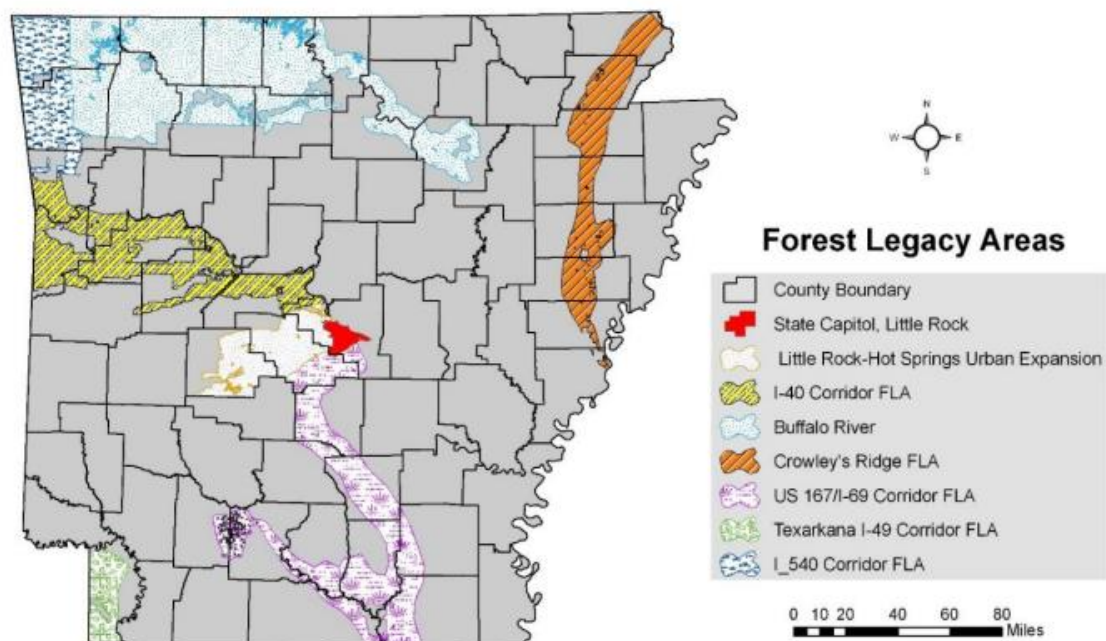 N
W E
S
Forest Legacy Areas
County Boundary
State Capitol, Little Rock
Little Rock-Hot Springs Urban Expansion
I-40 Corridor FLA
Buffalo River
Crowley's Ridge FLA
US 167/I-69 Corridor FLA
Texarkana I-49 Corridor FLA
I_540 Corridor FLA
0 10 20 40 60 80
Miles